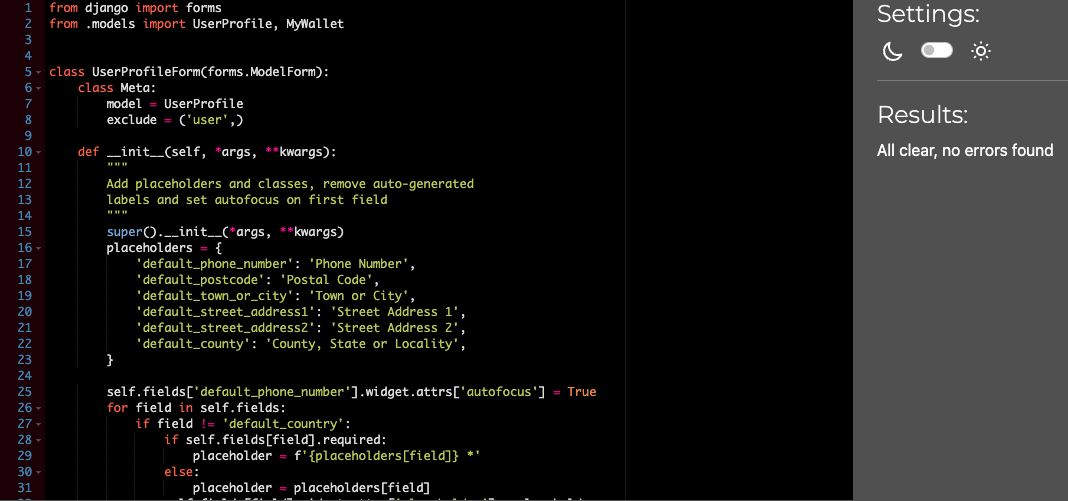 1 from django import forms
2 from .models import UserProfile, MyWallet
3
4
5 class UserProfileForm(forms.ModelForm):
6     class Meta:
7         model = UserProfile
8         exclude = ('user',)
9
10     def __init__(self, *args, **kwargs):
11         """
12         Add placeholders and classes, remove auto-generated
13         labels and set autofocus on first field
14         """
15         super().__init__(*args, **kwargs)
16         placeholders = {
17             'default_phone_number': 'Phone Number',
18             'default_postcode': 'Postal Code',
19             'default_town_or_city': 'Town or City',
20             'default_street_address1': 'Street Address 1',
21             'default_street_address2': 'Street Address 2',
22             'default_county': 'County, State or Locality',
23         }
24
25         self.fields['default_phone_number'].widget.attrs['autofocus'] = True
26         for field in self.fields:
27             if field != 'default_country':
28                 if self.fields[field].required:
29                     placeholder = f'{placeholders[field]} *'
30                 else:
31                     placeholder = placeholders[field]
Settings:
Results:
All clear, no errors found